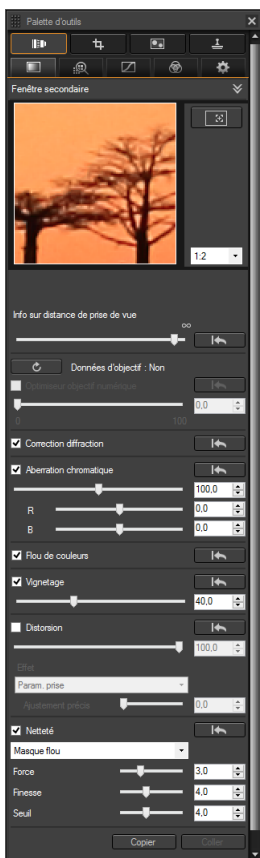 Palette d'outils
Fenêtre secondaire
1:2
Info sur distance de prise de vue
∞
Données d'objectif : Non
Optimiseur objectif numérique
0,0
0 100
Correction diffraction
Aberration chromatique
100,0
R 0,0
B 0,0
Flou de couleurs
Vignetage
40,0
Distorsion
100,0
Effet
Param. prise
Ajustement précis 0,0
Netteté
Masque flou
Force 3,0
Finesse 4,0
Seuil 4,0
Copier Coller